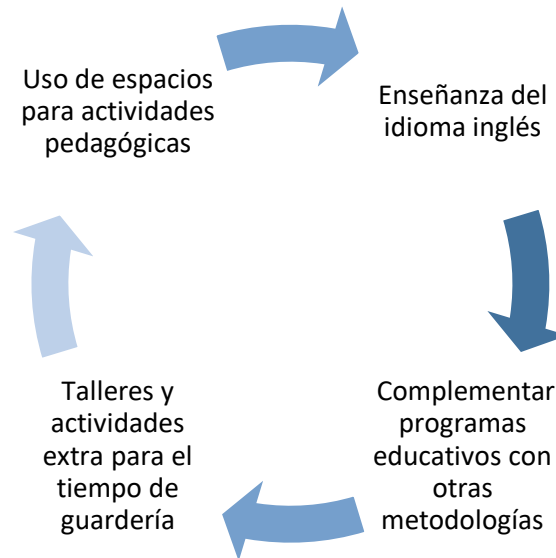 Uso de espacios
para actividades
pedagógicas
Enseñanza del
idioma inglés
Complementar
programas
educativos con
otras
metodologías
Talleres y
actividades
extra para el
tiempo de
guardería